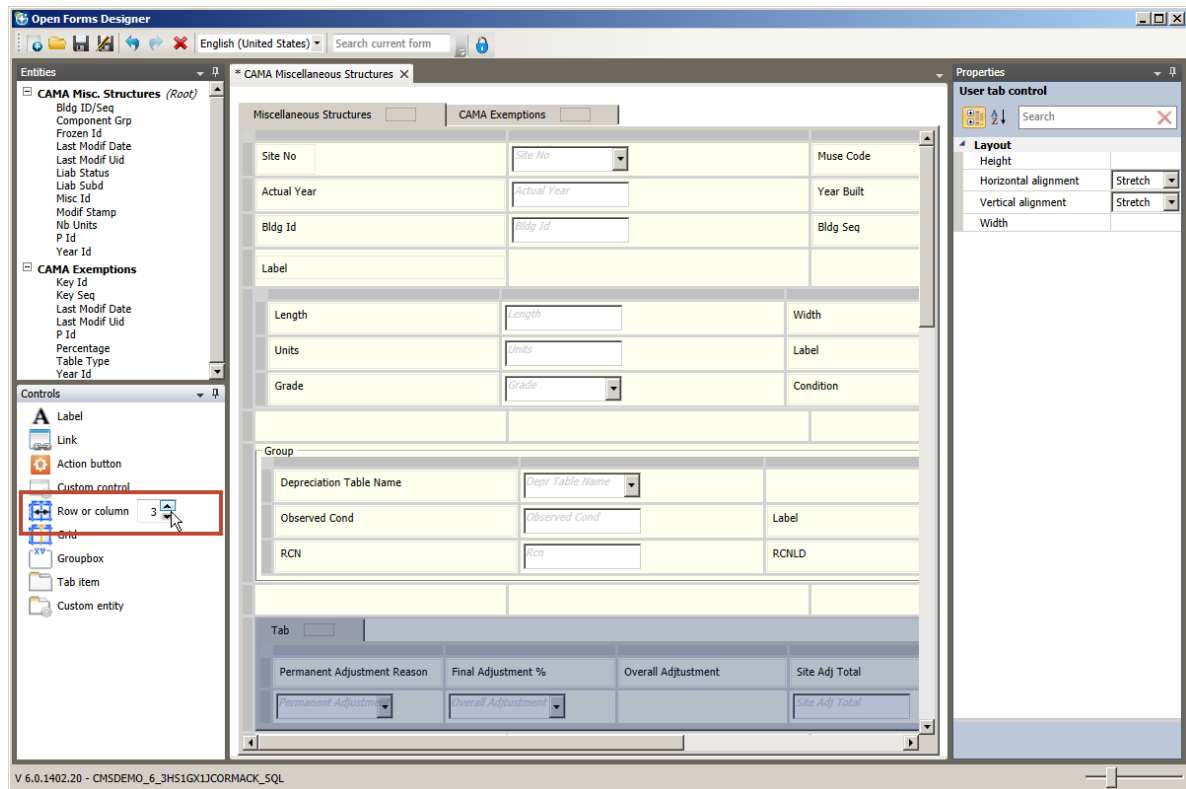 Open Forms Designer
English (United States) Search current form
Entities
CAMA Misc. Structures (Root)
Bldg ID/Seq
Component Grp
Frozen Id
Last Modif Date
Last Modif Uid
Liab Status
Liab Subd
Misc Id
Modif Stamp
Nb Units
P Id
Year Id
CAMA Exemptions
Key Id
Key Seq
Last Modif Date
Last Modif Uid
P Id
Percentage
Table Type
Year Id
Controls
Label
Link
Action button
Custom control
Row or column 3
Grid
Groupbox
Tab item
Custom entity
* CAMA Miscellaneous Structures
Miscellaneous Structures CAMA Exemptions
Site No Site No Muse Code
Actual Year Actual Year Year Built
Bldg Id Bldg Id Bldg Seq
Label
Length Length Width
Units Units Label
Grade Grade Condition
Group
Depreciation Table Name Depr Table Name
Observed Cond Observed Cond Label
RCN Rcn RCNLD
Tab
Permanent Adjustment Reason Final Adjustment % Overall Adjtustment Site Adj Total
Permanent Adjustme Overall Adjtustment Site Adj Total
Properties
User tab control
Search
Layout
Height
Horizontal alignment Stretch
Vertical alignment Stretch
Width
V 6.0.1402.20 - CMSDEMO_6_3HS1GX1JCORMACK_SQL